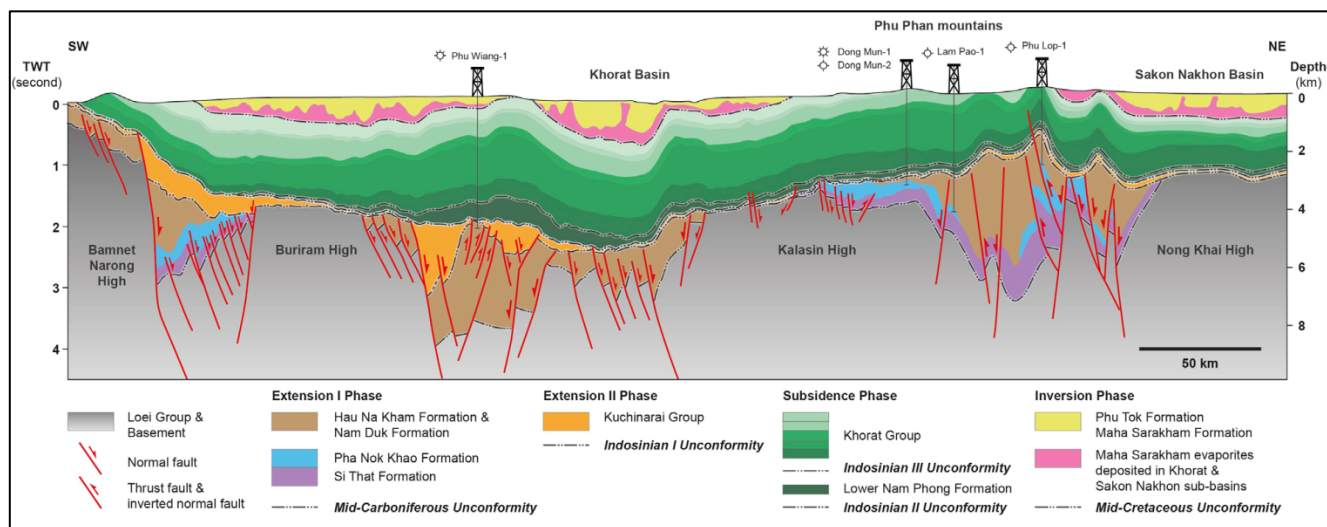 Phu Phan mountains
SW
NE
TWT
(second)
Phu Wiang-1
Khorat Basin
Dong Mun-1
Dong Mun-2
Lam Pao-1
Phu Lop-1
Sakon Nakhon Basin
Depth
(km)
0
1
2
3
4
0
2
4
6
8
Bamnet
Narong
High
Buriram High
Kalasin High
Nong Khai High
50 km
Loei Group &
Basement
Normal fault
Thrust fault &
inverted normal fault
Extension I Phase
Hau Na Kham Formation &
Nam Duk Formation
Pha Nok Khao Formation
Si That Formation
Mid-Carboniferous Unconformity
Extension II Phase
Kuchinarai Group
Indosinian I Unconformity
Subsidence Phase
Khorat Group
Indosinian III Unconformity
Lower Nam Phong Formation
Indosinian II Unconformity
Inversion Phase
Phu Tok Formation
Maha Sarakham Formation
Maha Sarakham evaporites
deposited in Khorat &
Sakon Nakhon sub-basins
Mid-Cretaceous Unconformity